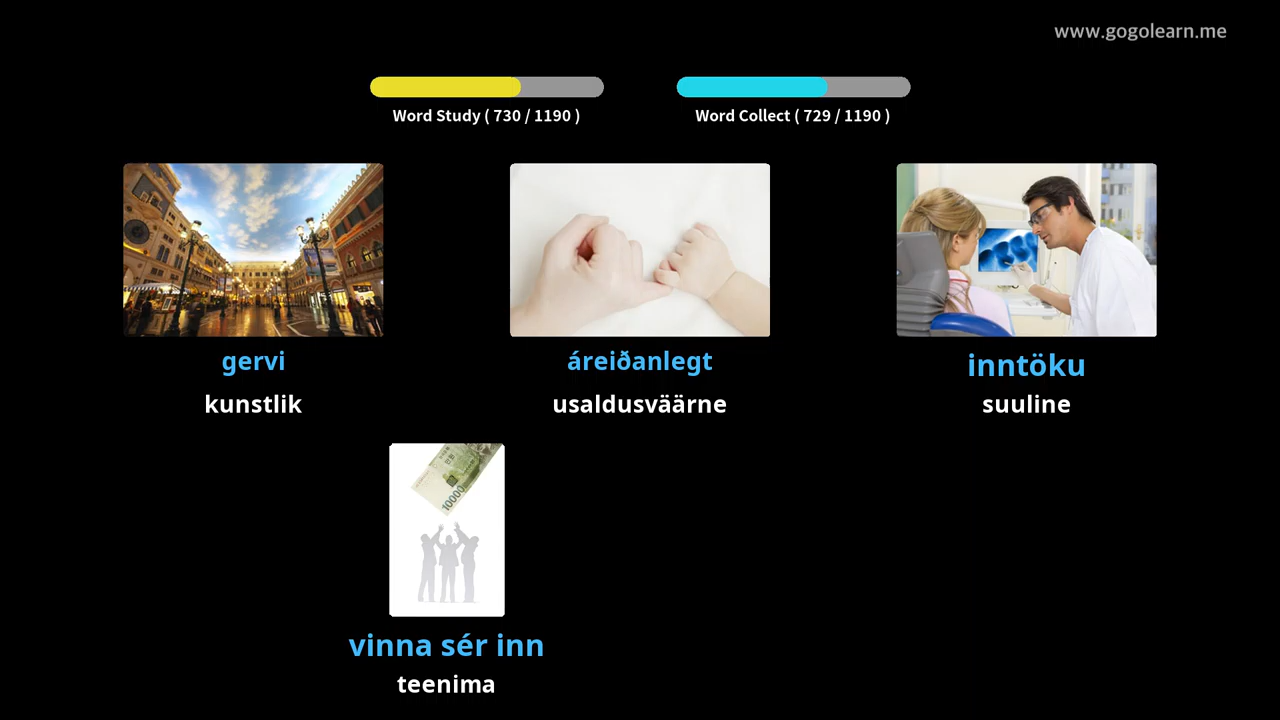 www.gogolearn.me
Word Study ( 730 / 1190 )
Word Collect ( 729 / 1190 )
gervi
kunstlik
áreiðanlegt
usaldusväärne
inntöku
suuline
10000
vinna sér inn
teenima